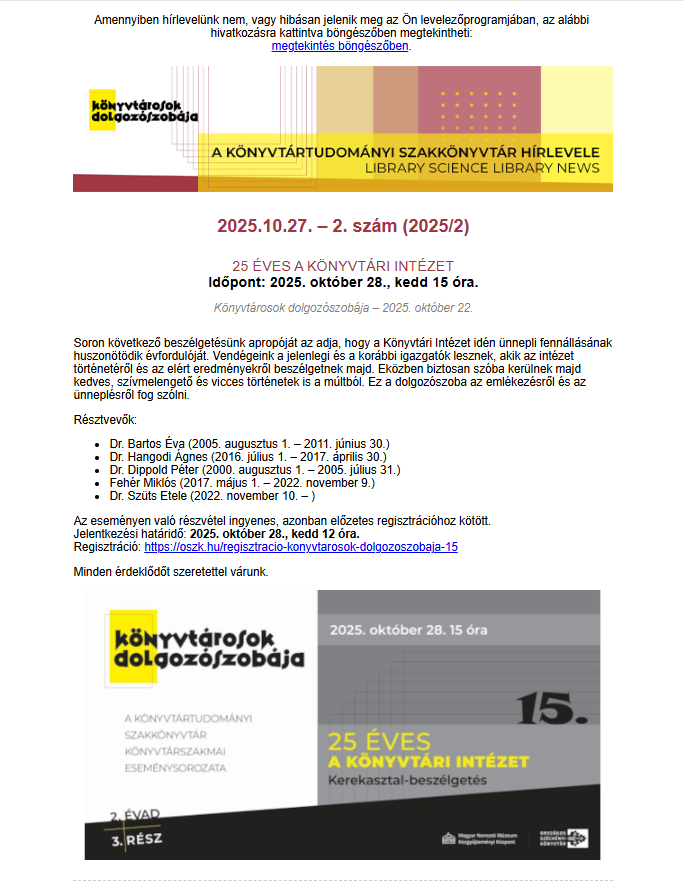 Amennyiben hírlevelünk nem, vagy hibásan jelenik meg az Ön levelezőprogramjában, az alábbi
hivatkozásra kattintva böngészőben megtekintheti:
megtekintés böngészőben.
könyvtárosok
dolgozószobája
A KÖNYVTÁRTUDOMÁNYI SZAKKÖNYVTÁR HÍRLEVELE
LIBRARY SCIENCE LIBRARY NEWS
2025.10.27. – 2. szám (2025/2)
25 ÉVES A KÖNYVTÁRI INTÉZET
Időpont: 2025. október 28., kedd 15 óra.
Könyvtárosok dolgozószobája – 2025. október 22.
Soron következő beszélgetésünk apropóját az adja, hogy a Könyvtári Intézet idén ünnepli fennállásának
huszonötödik évfordulóját. Vendégeink a jelenlegi és a korábbi igazgatók lesznek, akik az intézet
történetéről és az elért eredményekről beszélgetnek majd. Eközben biztosan szóba kerülnek majd
kedves, szívmelengető és vicces történetek is a múltból. Ez a dolgozószoba az emlékezésről és az
ünneplésről fog szólni.
Résztvevők:
• Dr. Bartos Éva (2005. augusztus 1. – 2011. június 30.)
• Dr. Hangodi Ágnes (2016. július 1. – 2017. április 30.)
• Dr. Dippold Péter (2000. augusztus 1. – 2005. július 31.)
• Fehér Miklós (2017. május 1. – 2022. november 9.)
• Dr. Szüts Etele (2022. november 10. – )
Az eseményen való részvétel ingyenes, azonban előzetes regisztrációhoz kötött.
Jelentkezési határidő: 2025. október 28., kedd 12 óra.
Regisztráció: https://oszk.hu/regisztracio-konyvtarosok-dolgozoszobaja-15
Minden érdeklődőt szeretettel várunk.
könyvtárosok
dolgozószobája
2025. október 28. 15 óra
A KÖNYVTÁRTUDOMÁNYI
SZAKKÖNYVTÁR
KÖNYVTÁRSZAKMAI
ESEMÉNYSOROZATA
15.
25 ÉVES
A KÖNYVTÁRI INTÉZET
Kerekasztal-beszélgetés
2. ÉVAD
3. RÉSZ
Magyar Nemzeti Múzeum
Közgyűjteményi Központ
ORSZÁGOS
SZÉCHÉNYI
KÖNYVTÁR